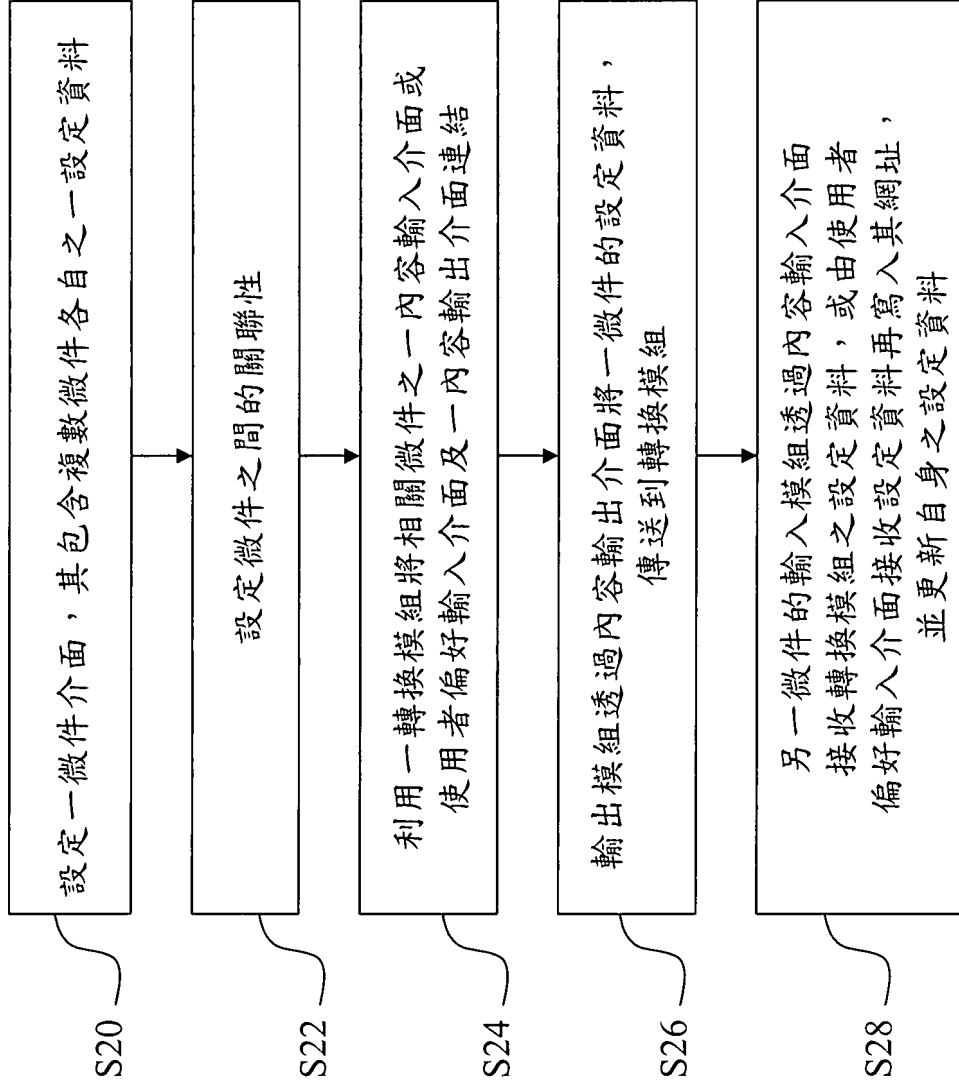 S20
設定一微件介面，其包含複數微件各自之一設定資料
S22
設定微件之間的關聯性
S24
利用一轉換模組將相關微件之一內容輸入介面或
使用者偏好輸入介面及一內容輸出介面連結
S26
輸出模組透過內容輸出介面將一微件的設定資料，
傳送到轉換模組
S28
另一微件的輸入模組透過內容輸入介面
接收轉換模組之設定資料，或由使用者
偏好輸入介面接收設定資料再寫入其網址，
並更新自身之設定資料